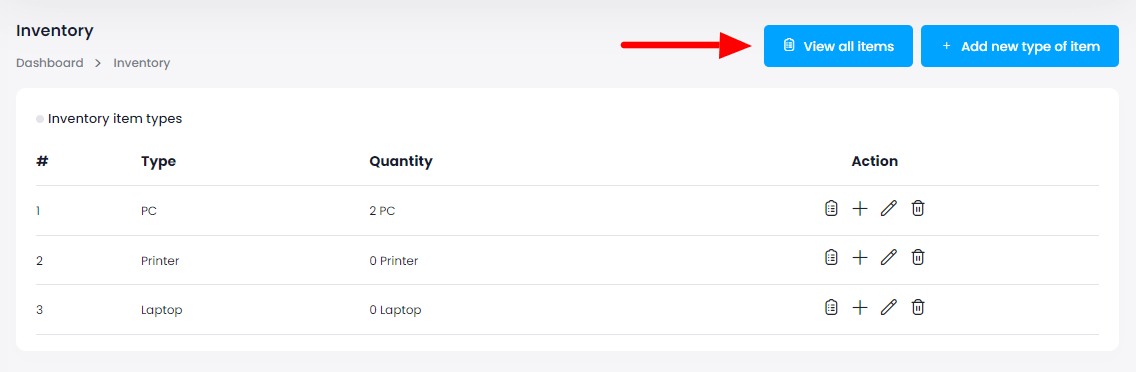 Inventory
View all items
+ Add new type of item
Dashboard > Inventory
Inventory item types
# Type Quantity Action
1 PC 2 PC
2 Printer 0 Printer
3 Laptop 0 Laptop